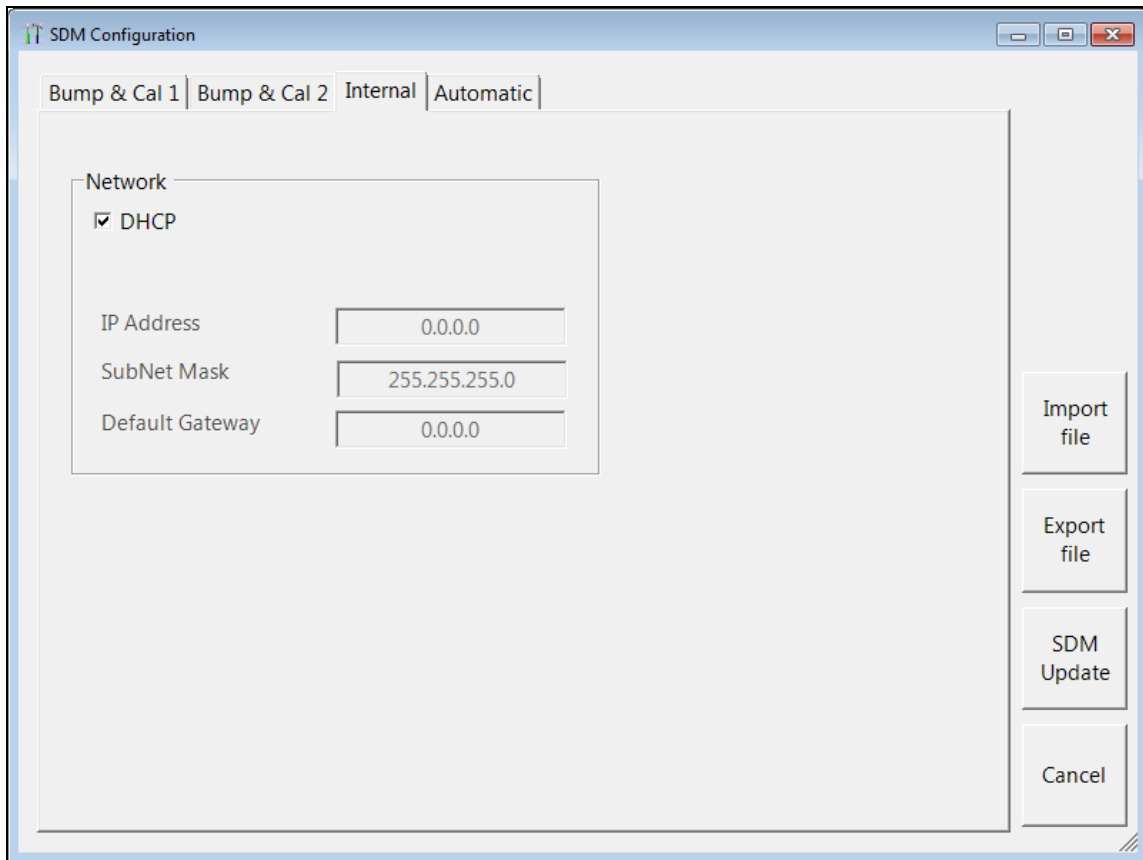 SDM Configuration
Bump & Cal 1 Bump & Cal 2 Internal Automatic
Network
DHCP
IP Address 0.0.0.0
SubNet Mask 255.255.255.0
Default Gateway 0.0.0.0
Import
file
Export
file
SDM
Update
Cancel